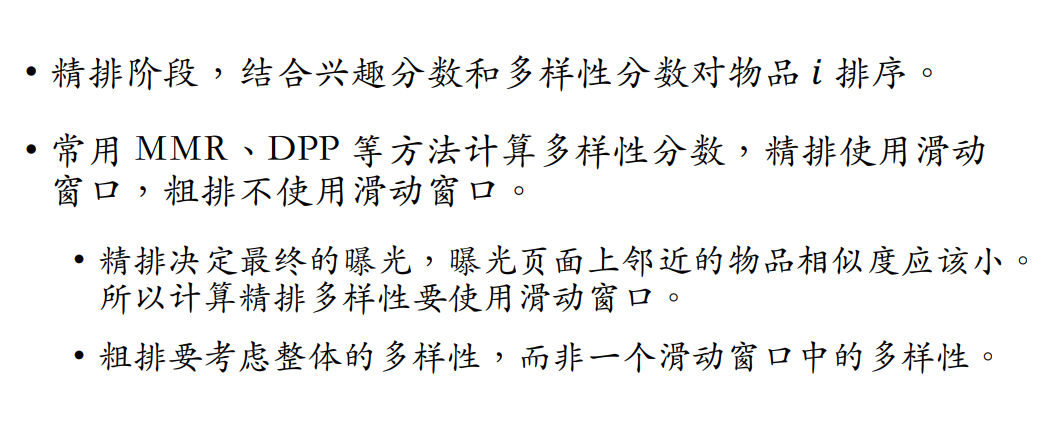 • 精排阶段，结合兴趣分数和多样性分数对物品 i 排序。
• 常用 MMR、DPP 等方法计算多样性分数，精排使用滑动
窗口，粗排不使用滑动窗口。
• 精排决定最终的曝光，曝光页面上邻近的物品相似度应该小。
所以计算精排多样性要使用滑动窗口。
• 粗排要考虑整体的多样性，而非一个滑动窗口中的多样性。